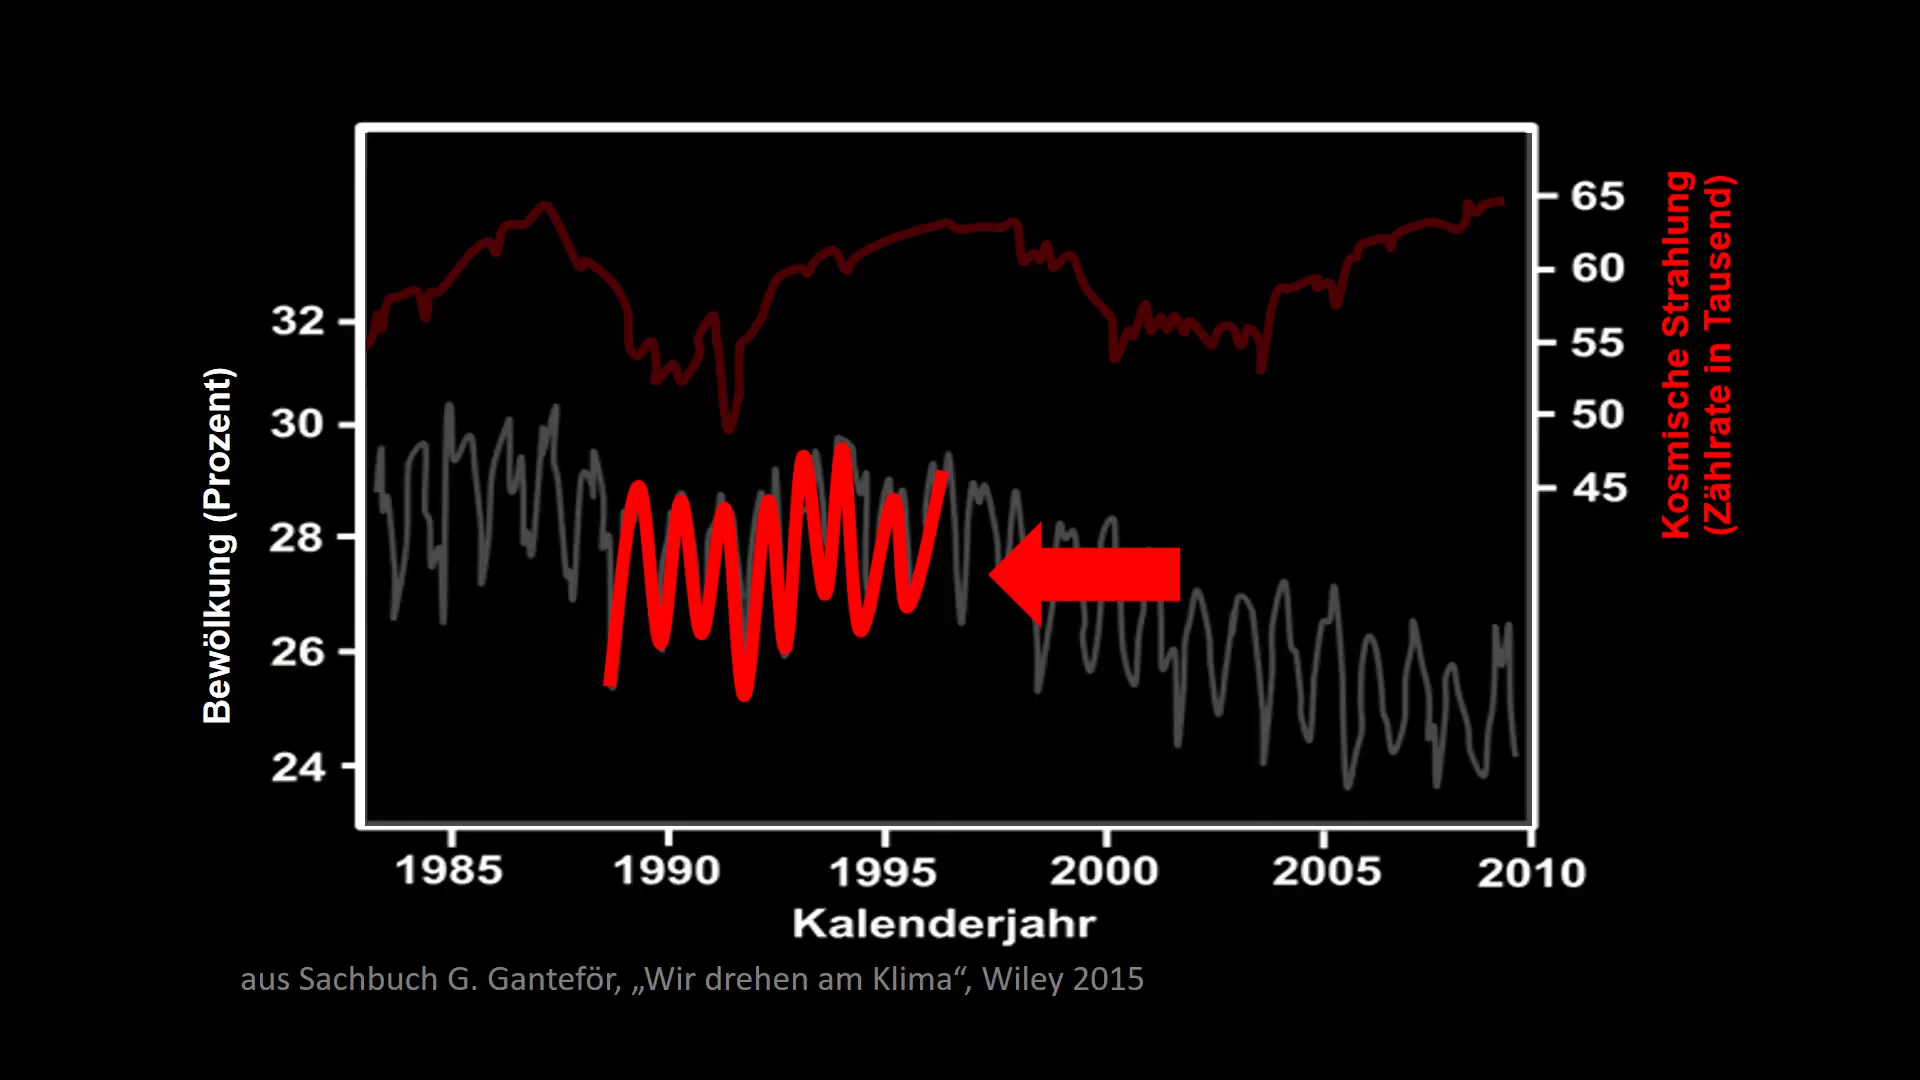 Bewölkung (Prozent)
32
30
28
26
24
65
60
55
50
45
Kosmische Strahlung
(Zählrate in Tausend)
1985 1990 1995 2000 2005 2010
Kalenderjahr
aus Sachbuch G. Ganteför, „Wir drehen am Klima“, Wiley 2015